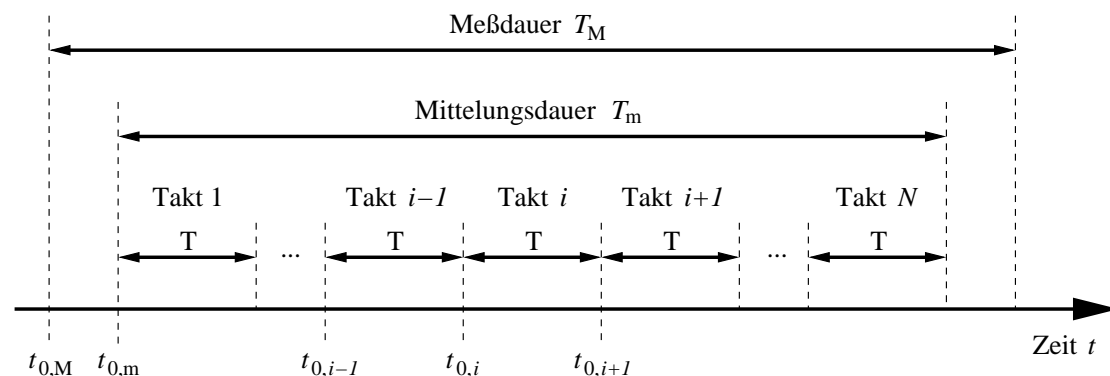 Meßdauer T_M
Mittelungsdauer T_m
Takt 1 Takt i−1 Takt i Takt i+1 Takt N
T ... T T T ... T
Zeit t
t_0,M t_0,m t_0,i−1 t_0,i t_0,i+1